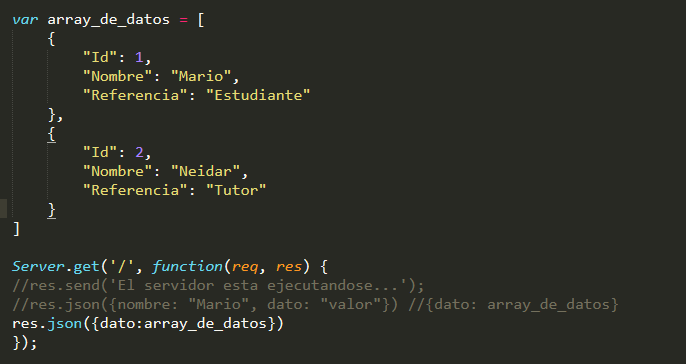 var array_de_datos = [
    {
        "Id": 1,
        "Nombre": "Mario",
        "Referencia": "Estudiante"
    },
    {
        "Id": 2,
        "Nombre": "Neidar",
        "Referencia": "Tutor"
    }
]

Server.get('/', function(req, res) {
//res.send('El servidor esta ejecutandose...');
//res.json({nombre: "Mario", dato: "valor"}) //{dato: array_de_datos}
res.json({dato:array_de_datos})
});